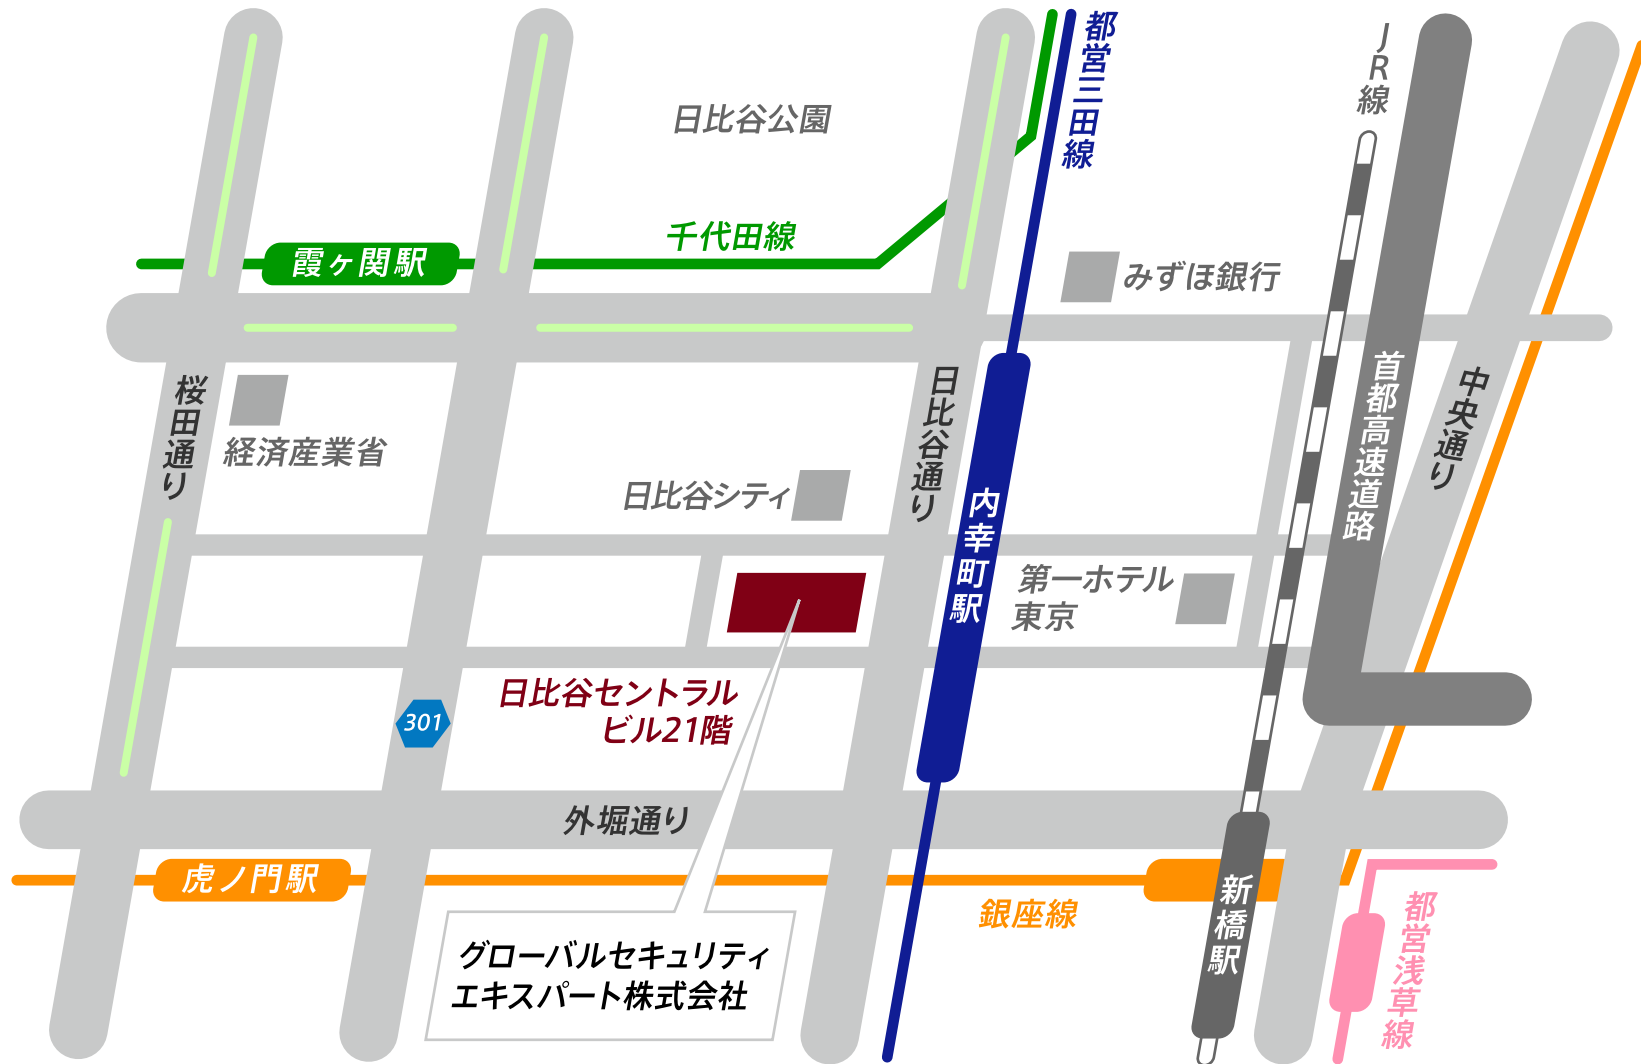 都営三田線
JR線
日比谷公園
千代田線
霞ヶ関駅
みずほ銀行
桜田通り
経済産業省
日比谷通り
首都高速道路
中央通り
日比谷シティ
内幸町駅
第一ホテル
東京
日比谷セントラル
ビル21階
301
外堀通り
虎ノ門駅
銀座線
新橋駅
都営浅草線
グローバルセキュリティ
エキスパート株式会社